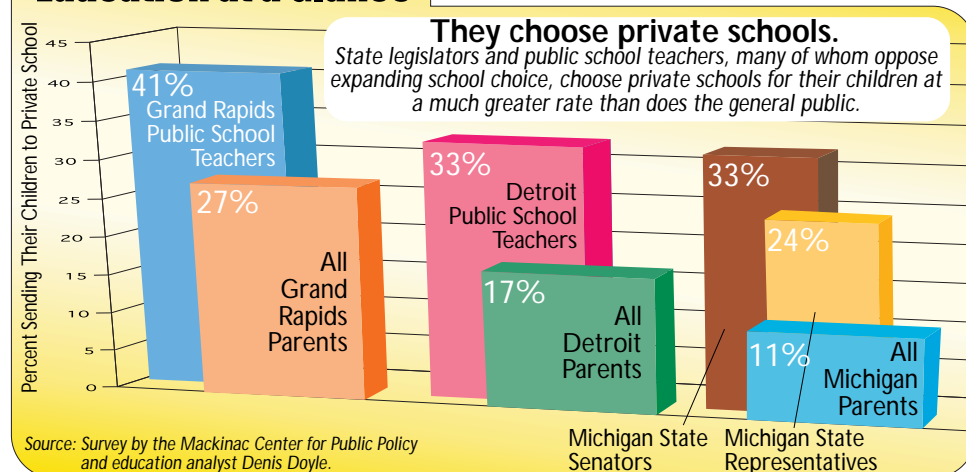 Education at a Glance
They choose private schools.
State legislators and public school teachers, many of whom oppose
expanding school choice, choose private schools for their children at
a much greater rate than does the general public.
Percent Sending Their Children to Private School
45
40
35
30
25
20
15
10
5
0
41%
Grand Rapids
Public School
Teachers
27%
All
Grand
Rapids
Parents
33%
Detroit
Public School
Teachers
17%
All
Detroit
Parents
33%
24%
11%
All
Michigan
Parents
Michigan State
Senators
Michigan State
Representatives
Source: Survey by the Mackinac Center for Public Policy
and education analyst Denis Doyle.